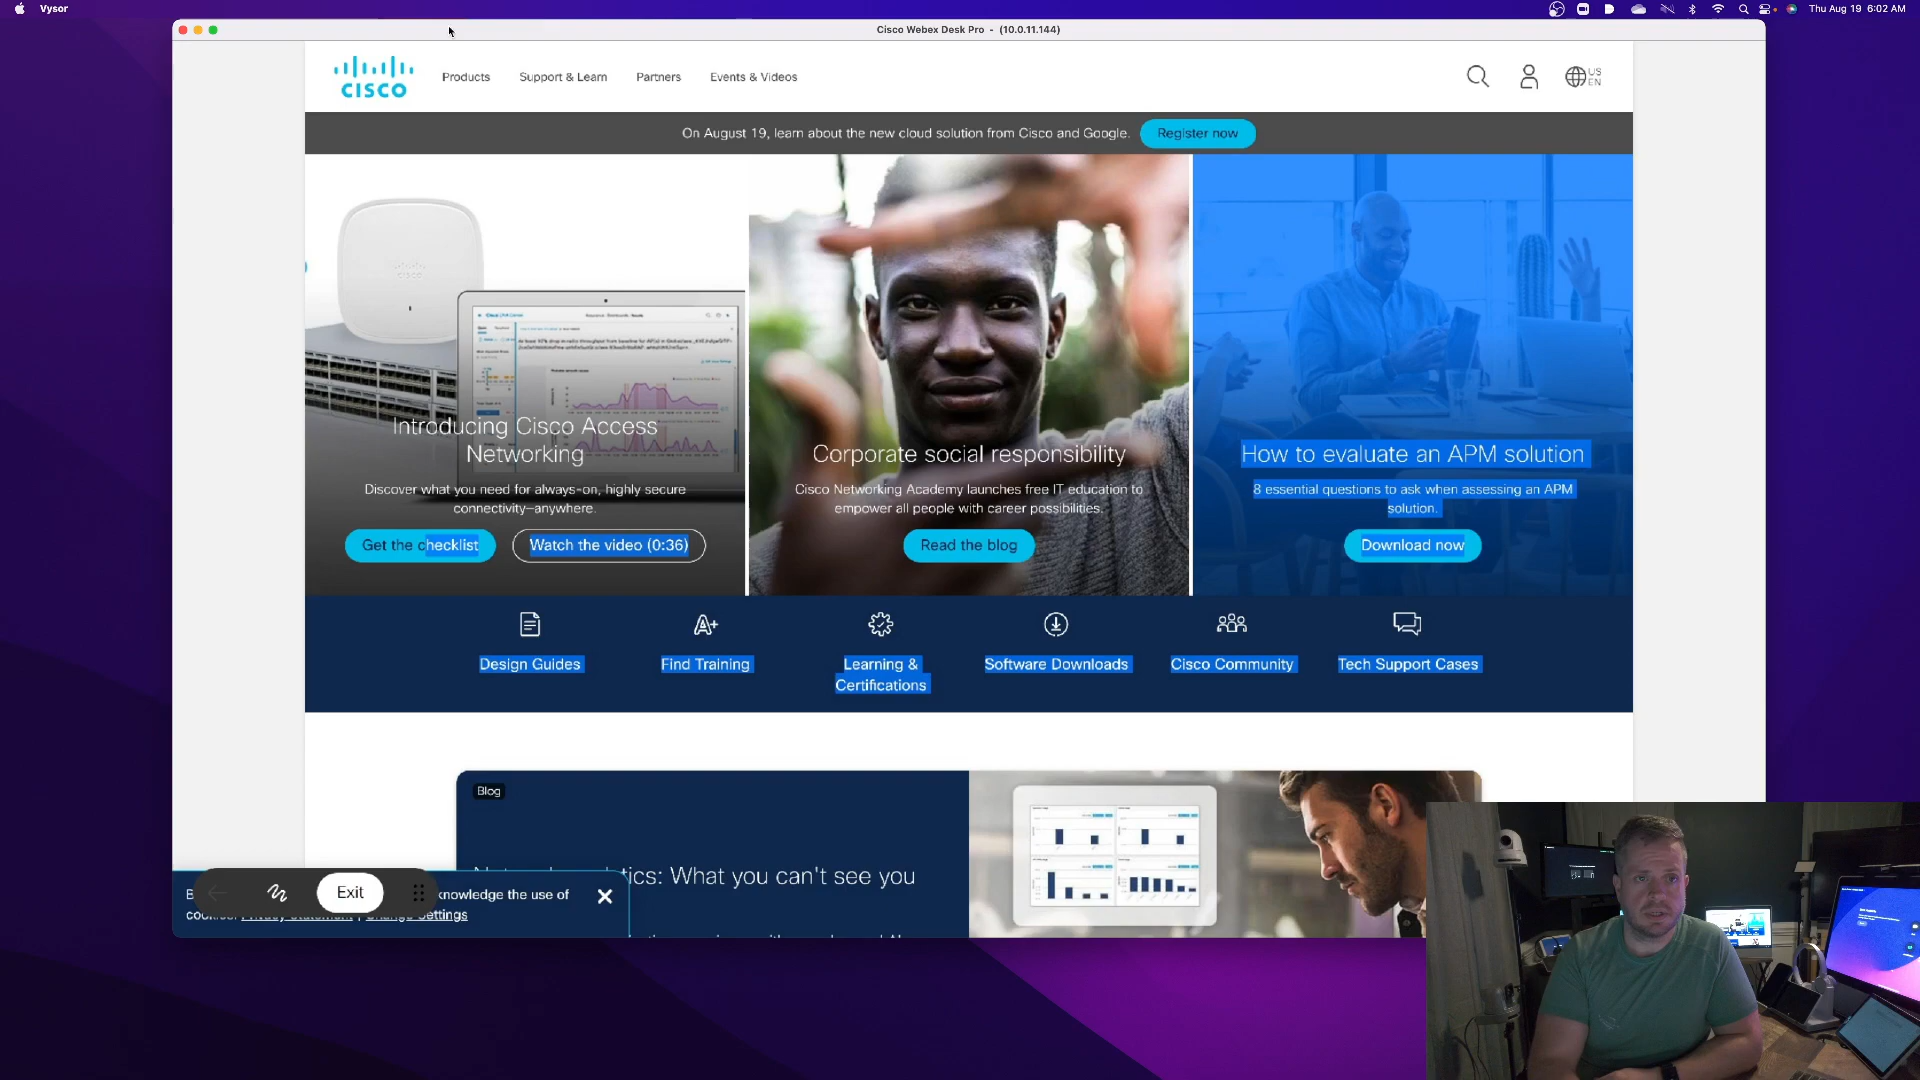 Vysor
Thu Aug 19 6:02 AM
Cisco Webex Desk Pro - (10.0.11.144)
CISCO
Products
Support & Learn
Partners
Events & Videos
US
EN
On August 19, learn about the new cloud solution from Cisco and Google.
Register now
Introducing Cisco Access
Networking
Discover what you need for always-on, highly secure
connectivity—anywhere.
Get the checklist
Watch the video (0:36)
Corporate social responsibility
Cisco Networking Academy launches free IT education to
empower all people with career possibilities.
Read the blog
How to evaluate an APM solution
8 essential questions to ask when assessing an APM
solution.
Download now
Design Guides
Find Training
Learning &
Certifications
Software Downloads
Cisco Community
Tech Support Cases
Blog
tics: What you can't see you
Exit
knowledge the use of
Privacy Statement | Change Settings